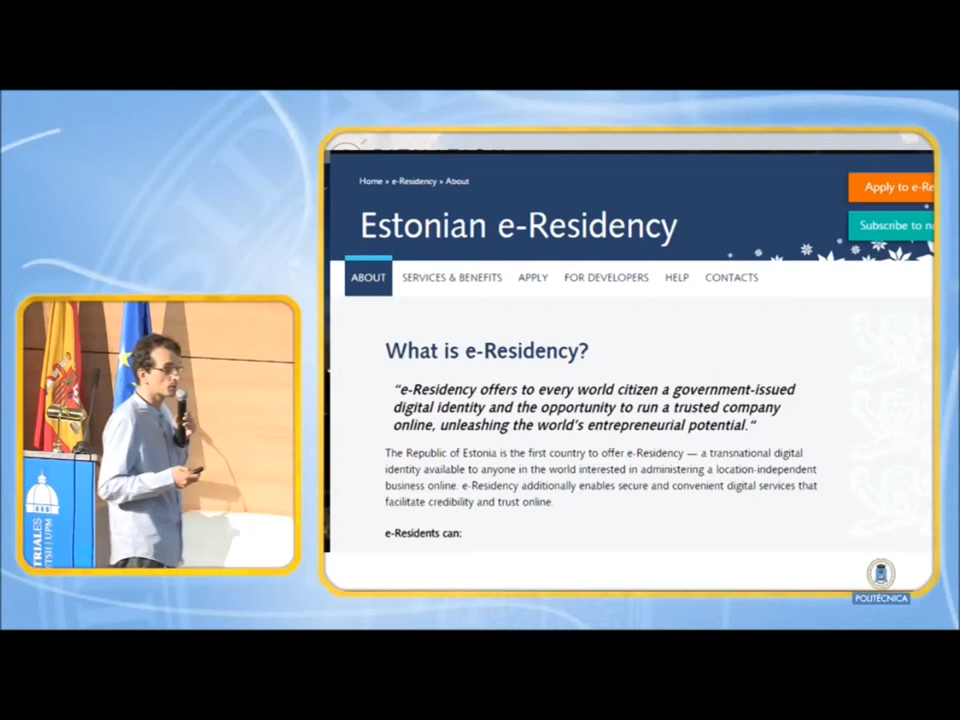 Home » e-Residency » About
Apply to e-Re
Estonian e-Residency
Subscribe to n
ABOUT SERVICES & BENEFITS APPLY FOR DEVELOPERS HELP CONTACTS
What is e-Residency?
"e-Residency offers to every world citizen a government-issued
digital identity and the opportunity to run a trusted company
online, unleashing the world's entrepreneurial potential."
The Republic of Estonia is the first country to offer e-Residency — a transnational digital
identity available to anyone in the world interested in administering a location-independent
business online. e-Residency additionally enables secure and convenient digital services that
facilitate credibility and trust online.
e-Residents can:
TRIALES
ETSII | UPM
POLITÉCNICA